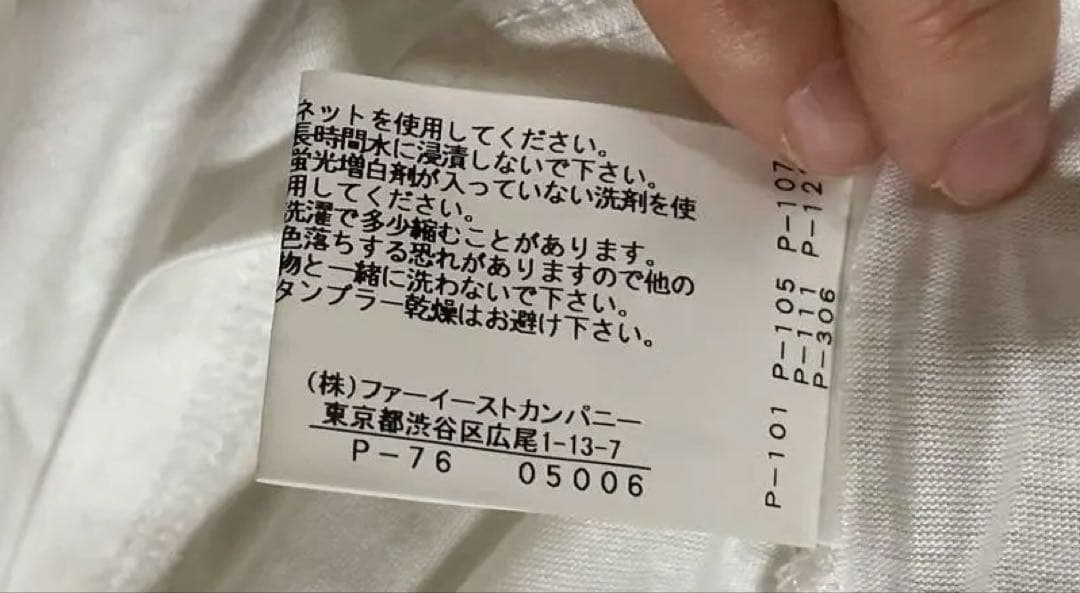 ネットを使用してください。
長時間水に浸漬しないで下さい。
蛍光増白剤が入っていない洗剤を使
用してください。
洗濯で多少縮むことがあります。
色落ちする恐れがありますので他の
物と一緒に洗わないで下さい。
タンブラー乾燥はお避け下さい。
(株)ファーイーストカンパニー
東京都渋谷区広尾1-13-7
P-76 05006
P-101 P-105 P-107
P-111
P-306